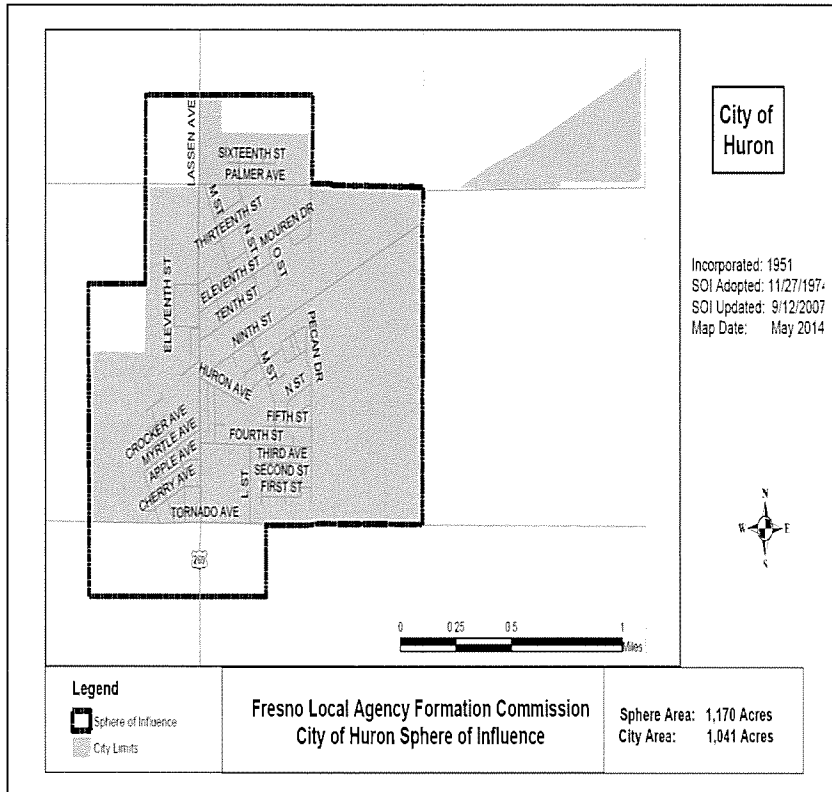 City of
Huron
Incorporated: 1951
SOI Adopted: 11/27/1974
SOI Updated: 9/12/2007
Map Date: May 2014
LASSEN AVE
SIXTEENTH ST
PALMER AVE
M ST
THIRTEENTH ST
N ST
MOUREN DR
O ST
ELEVENTH ST
ELEVENTH ST
TENTH ST
NINTH ST
PECAN DR
M ST
HURON AVE
N ST
FIFTH ST
CROCKER AVE
FOURTH ST
MYRTLE AVE
THIRD AVE
APPLE AVE
SECOND ST
L ST
CHERRY AVE
FIRST ST
TORNADO AVE
N
W E
S
269
0 0.25 0.5 1
Miles
Legend
Sphere of Influence
City Limits
Fresno Local Agency Formation Commission
City of Huron Sphere of Influence
Sphere Area: 1,170 Acres
City Area: 1,041 Acres